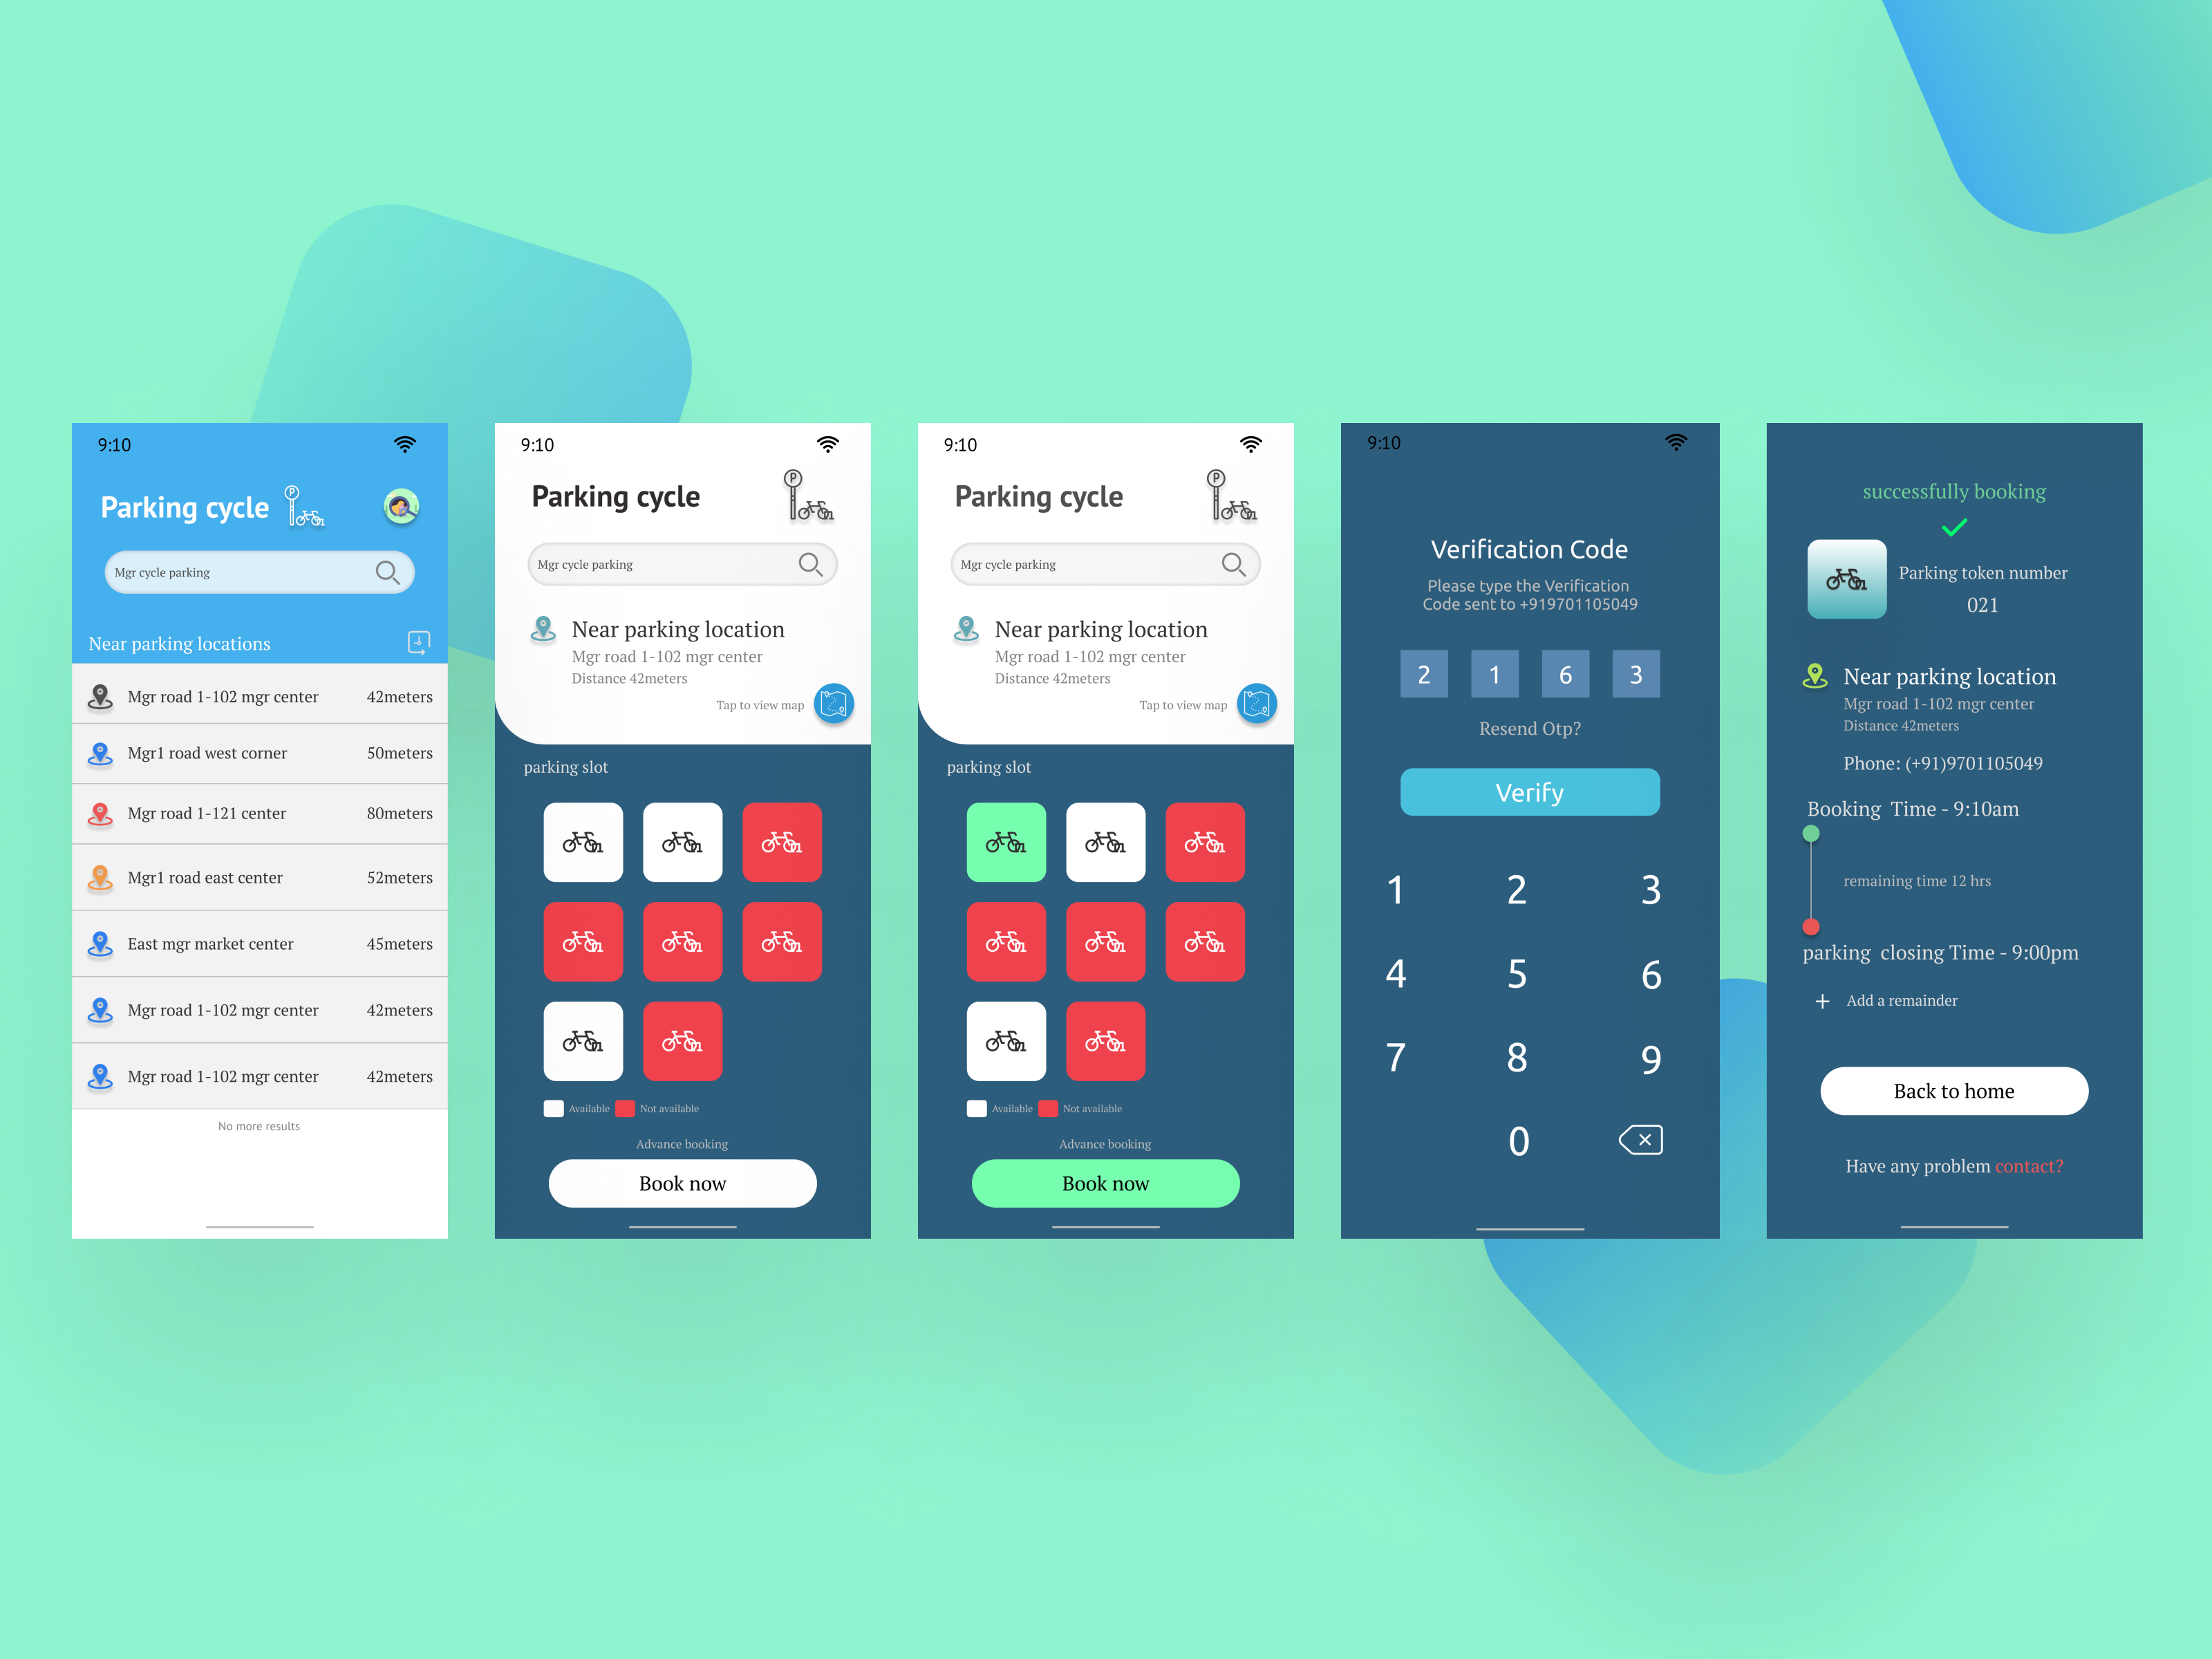 9:10
Parking cycle
P
Mgr cycle parking
Near parking locations
Mgr road 1-102 mgr center 42meters
Mgr1 road west corner 50meters
Mgr road 1-121 center 80meters
Mgr1 road east center 52meters
East mgr market center 45meters
Mgr road 1-102 mgr center 42meters
Mgr road 1-102 mgr center 42meters
No more results
9:10
P
Parking cycle
Mgr cycle parking
Near parking location
Mgr road 1-102 mgr center
Distance 42meters
Tap to view map
parking slot
Available Not available
Advance booking
Book now
9:10
P
Parking cycle
Mgr cycle parking
Near parking location
Mgr road 1-102 mgr center
Distance 42meters
Tap to view map
parking slot
Available Not available
Advance booking
Book now
9:10
Verification Code
Please type the Verification
Code sent to +919701105049
2 1 6 3
Resend Otp?
Verify
1 2 3
4 5 6
7 8 9
0
successfully booking
Parking token number
021
Near parking location
Mgr road 1-102 mgr center
Distance 42meters
Phone: (+91)9701105049
Booking Time - 9:10am
remaining time 12 hrs
parking closing Time - 9:00pm
+ Add a remainder
Back to home
Have any problem contact?